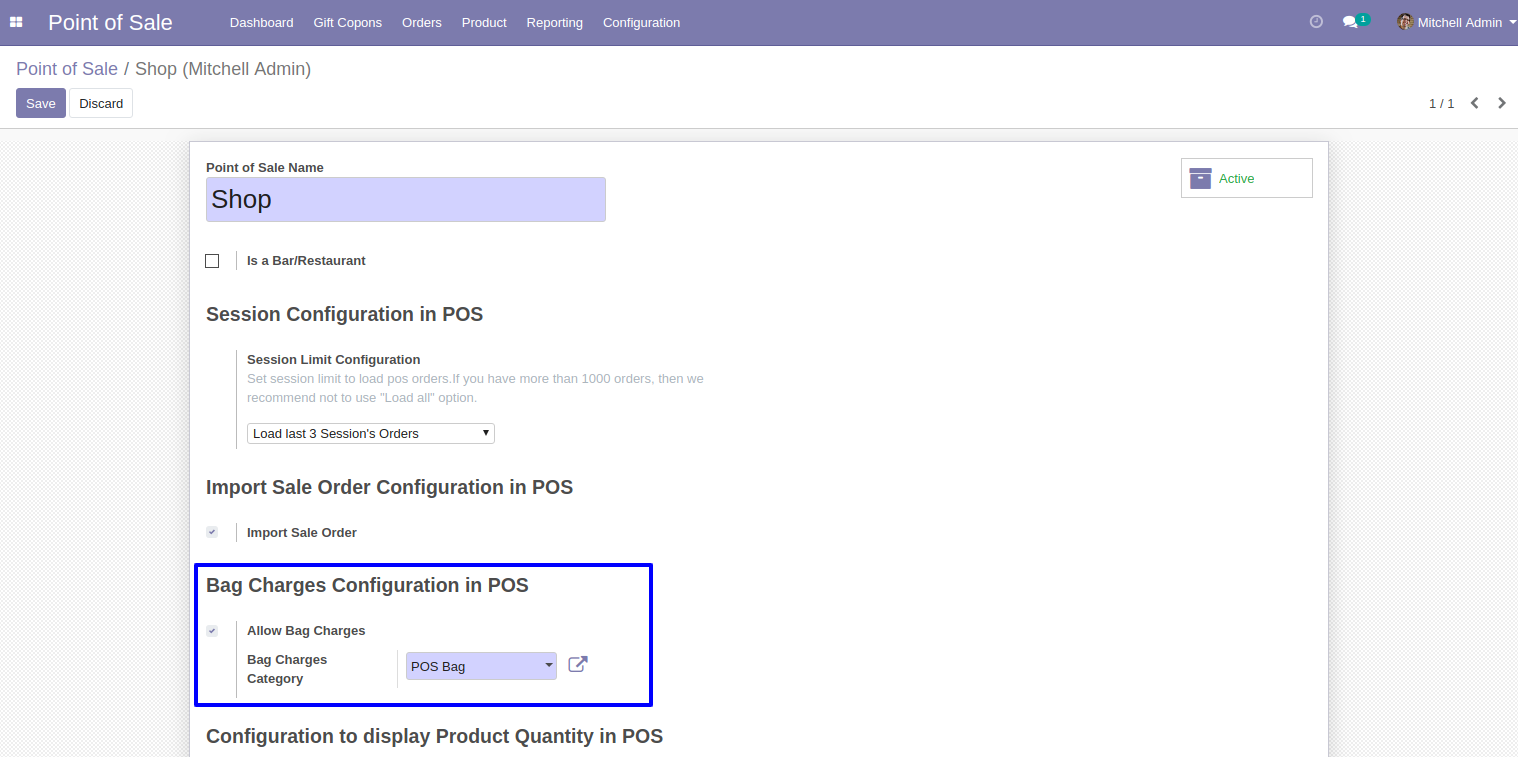 Point of Sale Dashboard Gift Copons Orders Product Reporting Configuration 1 Mitchell Admin
Point of Sale / Shop (Mitchell Admin)
Save Discard 1 / 1
Point of Sale Name
Active
Shop
Is a Bar/Restaurant
Session Configuration in POS
Session Limit Configuration
Set session limit to load pos orders.If you have more than 1000 orders, then we
recommend not to use "Load all" option.
Load last 3 Session's Orders
Import Sale Order Configuration in POS
Import Sale Order
Bag Charges Configuration in POS
Allow Bag Charges
Bag Charges
Category
POS Bag
Configuration to display Product Quantity in POS